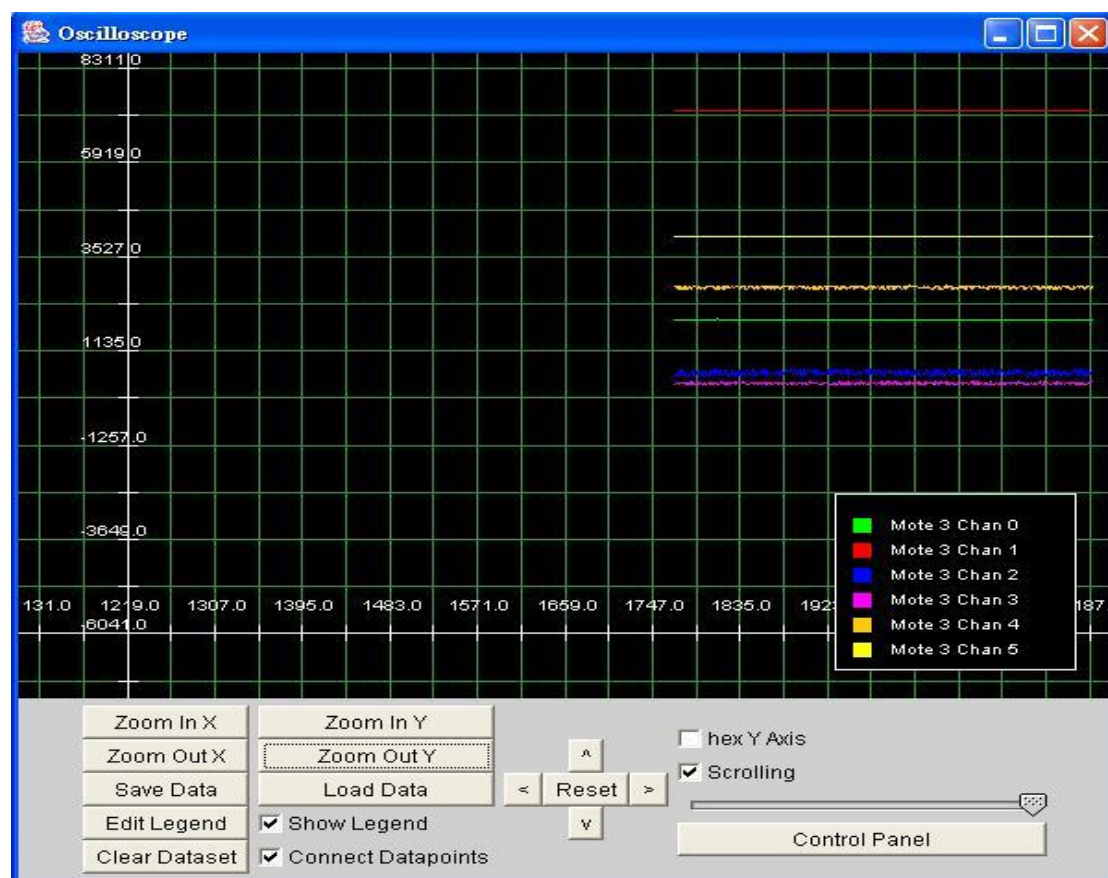 Oscilloscope
8311.0
5919.0
3527.0
1135.0
-1257.0
-3649.0
131.0 1219.0 1307.0 1395.0 1483.0 1571.0 1659.0 1747.0 1835.0 187
-6041.0
Mote 3 Chan 0
Mote 3 Chan 1
Mote 3 Chan 2
Mote 3 Chan 3
Mote 3 Chan 4
Mote 3 Chan 5
Zoom In X Zoom In Y
Zoom Out X Zoom Out Y ^ hex Y Axis
Save Data Load Data < Reset > Scrolling
Edit Legend Show Legend v Control Panel
Clear Dataset Connect Datapoints